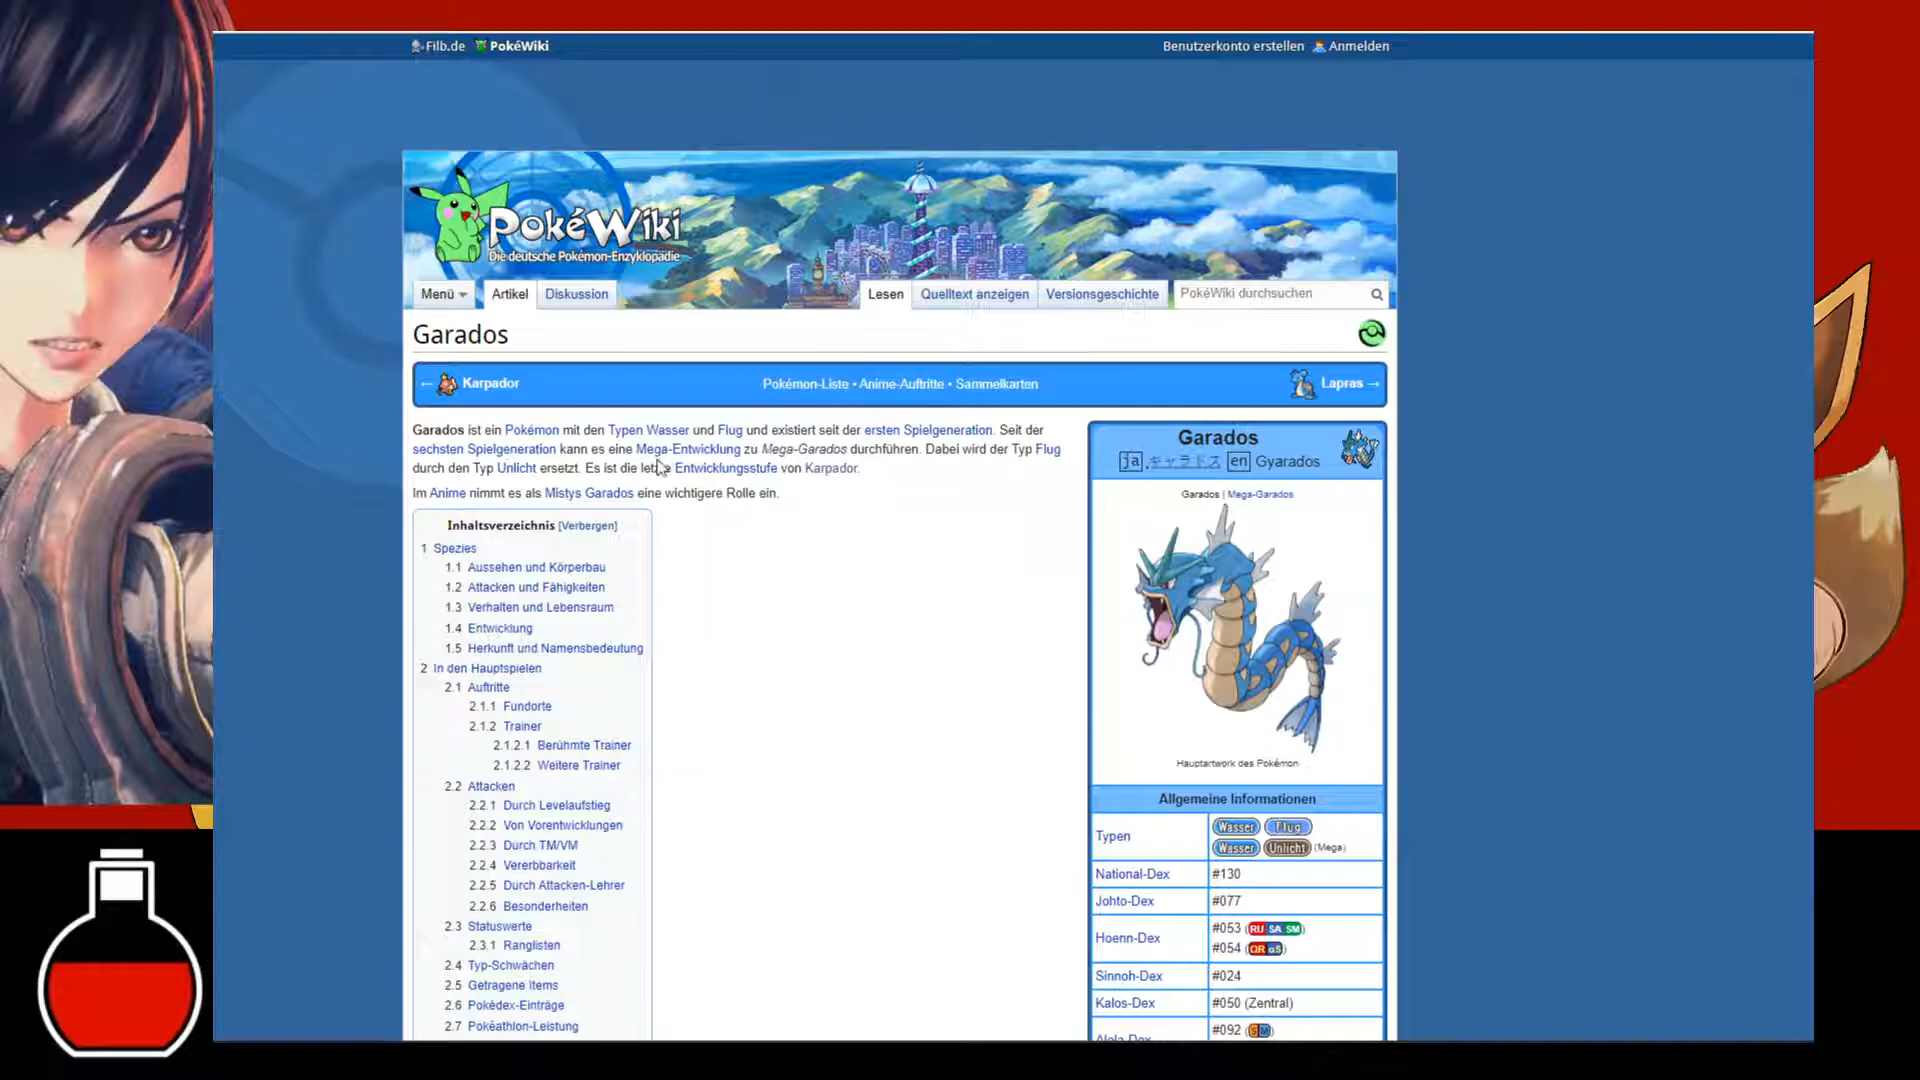 Filb.de PokéWiki Benutzerkonto erstellen Anmelden
PokéWiki
Die deutsche Pokémon-Enzyklopädie
Menü Artikel Diskussion Lesen Quelltext anzeigen Versionsgeschichte PokéWiki durchsuchen
Garados
← Karpador Pokémon-Liste • Anime-Auftritte • Sammelkarten Lapras →
Garados ist ein Pokémon mit den Typen Wasser und Flug und existiert seit der ersten Spielgeneration. Seit der
sechsten Spielgeneration kann es eine Mega-Entwicklung zu Mega-Garados durchführen. Dabei wird der Typ Flug
durch den Typ Unlicht ersetzt. Es ist die letzte Entwicklungsstufe von Karpador.
Im Anime nimmt es als Mistys Garados eine wichtigere Rolle ein.
Inhaltsverzeichnis [Verbergen]
1 Spezies
1.1 Aussehen und Körperbau
1.2 Attacken und Fähigkeiten
1.3 Verhalten und Lebensraum
1.4 Entwicklung
1.5 Herkunft und Namensbedeutung
2 In den Hauptspielen
2.1 Auftritte
2.1.1 Fundorte
2.1.2 Trainer
2.1.2.1 Berühmte Trainer
2.1.2.2 Weitere Trainer
2.2 Attacken
2.2.1 Durch Levelaufstieg
2.2.2 Von Vorentwicklungen
2.2.3 Durch TM/VM
2.2.4 Vererbbarkeit
2.2.5 Durch Attacken-Lehrer
2.2.6 Besonderheiten
2.3 Statuswerte
2.3.1 Ranglisten
2.4 Typ-Schwächen
2.5 Getragene Items
2.6 Pokédex-Einträge
2.7 Pokéathlon-Leistung
Garados
ja ギャラドス en Gyarados
Garados | Mega-Garados
Hauptartwork des Pokémon
Allgemeine Informationen
Typen Wasser Flug
Wasser Unlicht (Mega)
National-Dex #130
Johto-Dex #077
Hoenn-Dex #053 (RU SA SM)
#054 (ΩR αS)
Sinnoh-Dex #024
Kalos-Dex #050 (Zentral)
Alola-Dex #092 (S M)